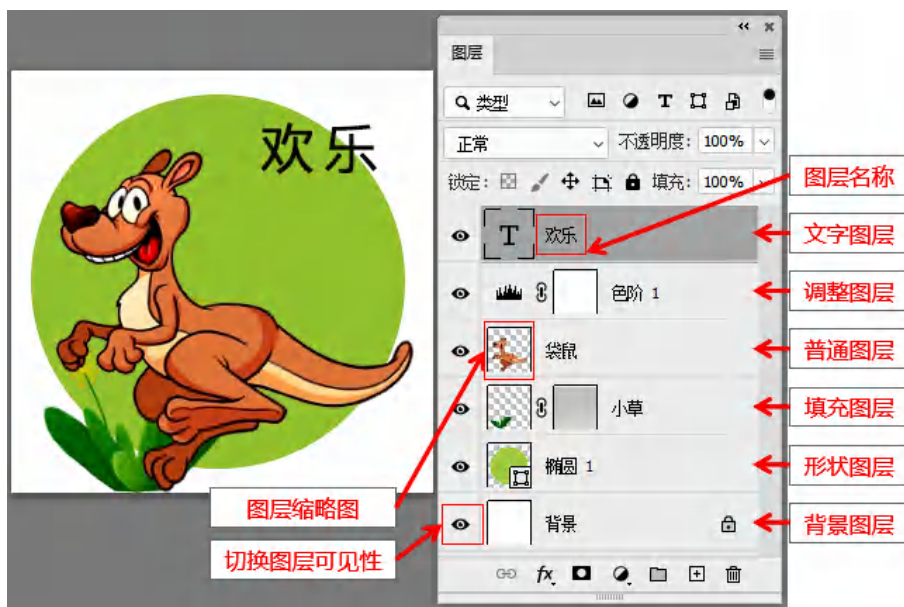 图层
类型
T
正常
不透明度: 100%
锁定:
填充: 100%
图层名称
欢乐
T 欢乐
文字图层
色阶 1
调整图层
袋鼠
普通图层
小草
填充图层
椭圆 1
形状图层
图层缩略图
背景
背景图层
切换图层可见性
fx